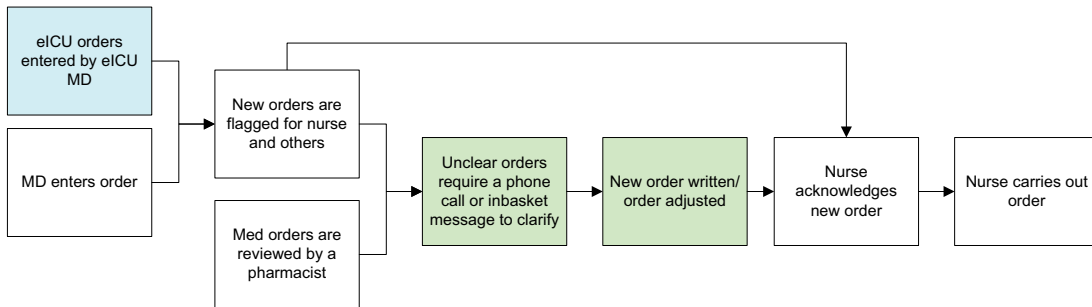 eICU orders
entered by eICU
MD
MD enters order
New orders are
flagged for nurse
and others
Med orders are
reviewed by a
pharmacist
Unclear orders
require a phone
call or inbasket
message to clarify
New order written/
order adjusted
Nurse
acknowledges
new order
Nurse carries out
order